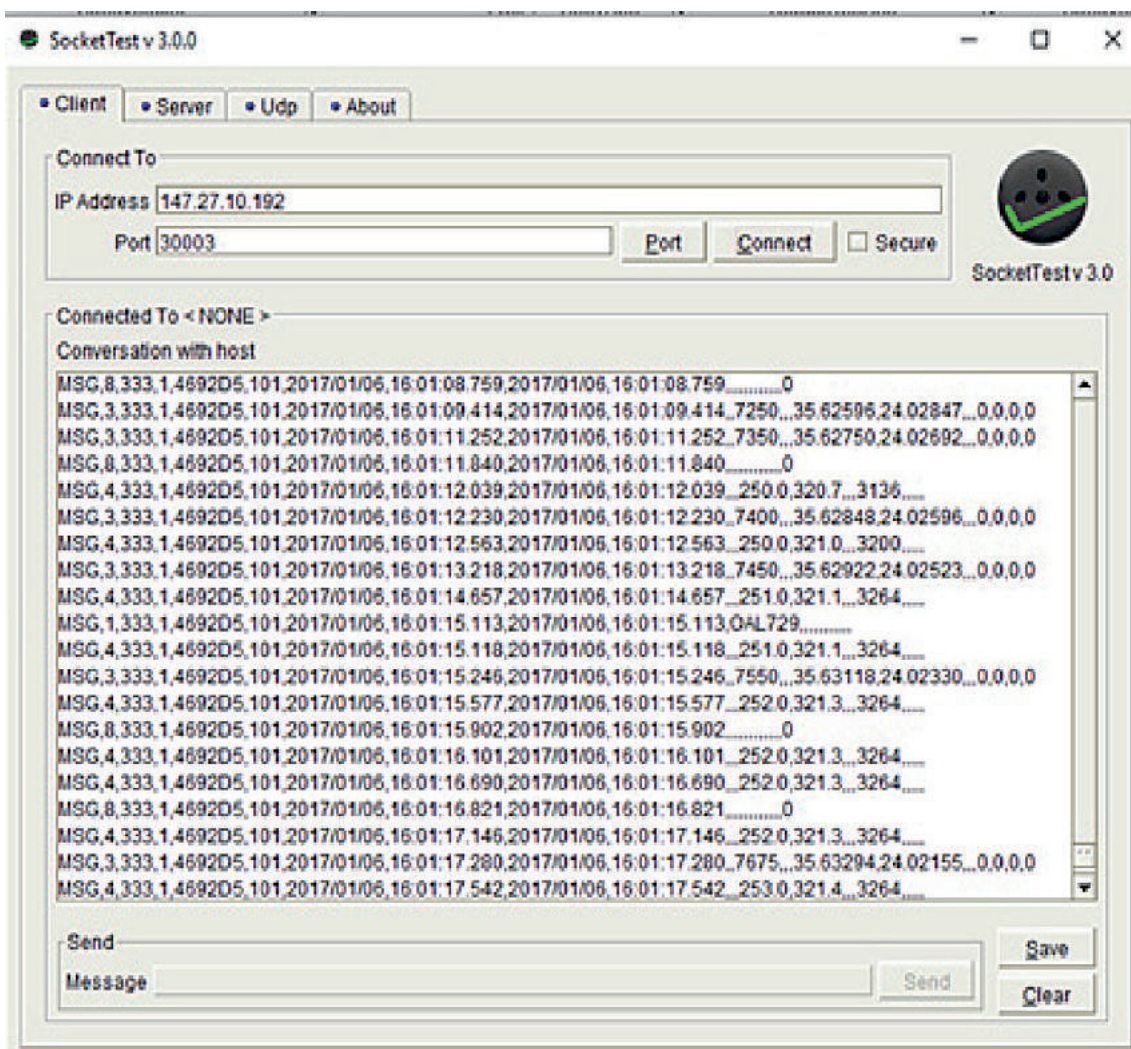 SocketTest v 3.0.0
Client Server Udp About
Connect To
IP Address 147.27.10.192
Port 30003 Port Connect Secure
SocketTest v 3.0
Connected To < NONE >
Conversation with host
MSG,8,333,1,4692D5,101,2017/01/06,16:01:08.759,2017/01/06,16:01:08.759,,,,,,,,,,,,0
MSG,3,333,1,4692D5,101,2017/01/06,16:01:09.414,2017/01/06,16:01:09.414,,7250,,,35.62596,24.02847,,,0,0,0,0
MSG,3,333,1,4692D5,101,2017/01/06,16:01:11.252,2017/01/06,16:01:11.252,,7350,,,35.62750,24.02692,,,0,0,0,0
MSG,8,333,1,4692D5,101,2017/01/06,16:01:11.840,2017/01/06,16:01:11.840,,,,,,,,,,,,0
MSG,4,333,1,4692D5,101,2017/01/06,16:01:12.039,2017/01/06,16:01:12.039,,,250.0,320.7,,,3136,,,,,
MSG,3,333,1,4692D5,101,2017/01/06,16:01:12.230,2017/01/06,16:01:12.230,,7400,,,35.62848,24.02596,,,0,0,0,0
MSG,4,333,1,4692D5,101,2017/01/06,16:01:12.563,2017/01/06,16:01:12.563,,,250.0,321.0,,,3200,,,,,
MSG,3,333,1,4692D5,101,2017/01/06,16:01:13.218,2017/01/06,16:01:13.218,,7450,,,35.62922,24.02523,,,0,0,0,0
MSG,4,333,1,4692D5,101,2017/01/06,16:01:14.657,2017/01/06,16:01:14.657,,,251.0,321.1,,,3264,,,,,
MSG,1,333,1,4692D5,101,2017/01/06,16:01:15.113,2017/01/06,16:01:15.113,OAL729,,,,,,,,,,,
MSG,4,333,1,4692D5,101,2017/01/06,16:01:15.118,2017/01/06,16:01:15.118,,,251.0,321.1,,,3264,,,,,
MSG,3,333,1,4692D5,101,2017/01/06,16:01:15.246,2017/01/06,16:01:15.246,,7550,,,35.63118,24.02330,,,0,0,0,0
MSG,4,333,1,4692D5,101,2017/01/06,16:01:15.577,2017/01/06,16:01:15.577,,,252.0,321.3,,,3264,,,,,
MSG,8,333,1,4692D5,101,2017/01/06,16:01:15.902,2017/01/06,16:01:15.902,,,,,,,,,,,,0
MSG,4,333,1,4692D5,101,2017/01/06,16:01:16.101,2017/01/06,16:01:16.101,,,252.0,321.3,,,3264,,,,,
MSG,4,333,1,4692D5,101,2017/01/06,16:01:16.690,2017/01/06,16:01:16.690,,,252.0,321.3,,,3264,,,,,
MSG,8,333,1,4692D5,101,2017/01/06,16:01:16.821,2017/01/06,16:01:16.821,,,,,,,,,,,,0
MSG,4,333,1,4692D5,101,2017/01/06,16:01:17.146,2017/01/06,16:01:17.146,,,252.0,321.3,,,3264,,,,,
MSG,3,333,1,4692D5,101,2017/01/06,16:01:17.280,2017/01/06,16:01:17.280,,7675,,,35.63294,24.02155,,,0,0,0,0
MSG,4,333,1,4692D5,101,2017/01/06,16:01:17.542,2017/01/06,16:01:17.542,,,253.0,321.4,,,3264,,,,,
Send
Message Send
Save
Clear